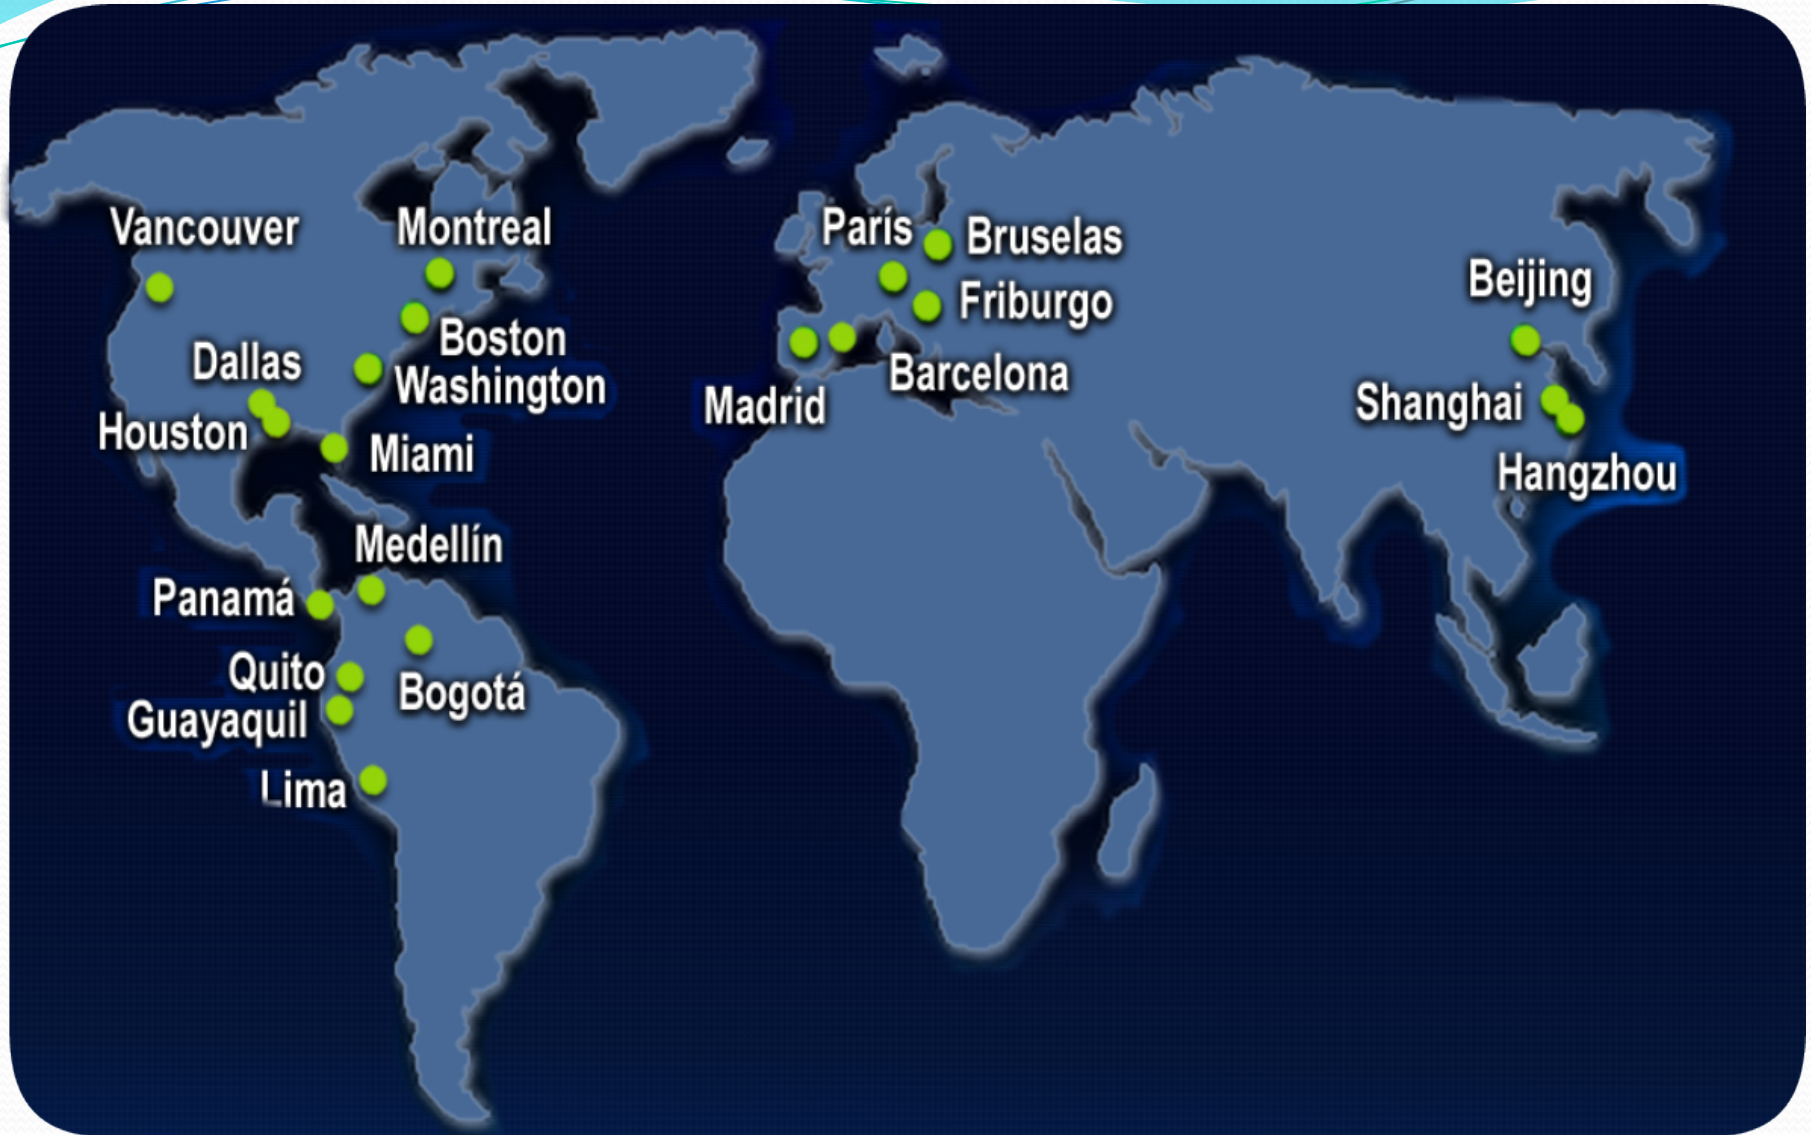 Vancouver
Montreal
París
Bruselas
Beijing
Friburgo
Boston
Dallas
Washington
Barcelona
Madrid
Shanghai
Houston
Miami
Hangzhou
Medellín
Panamá
Quito
Bogotá
Guayaquil
Lima